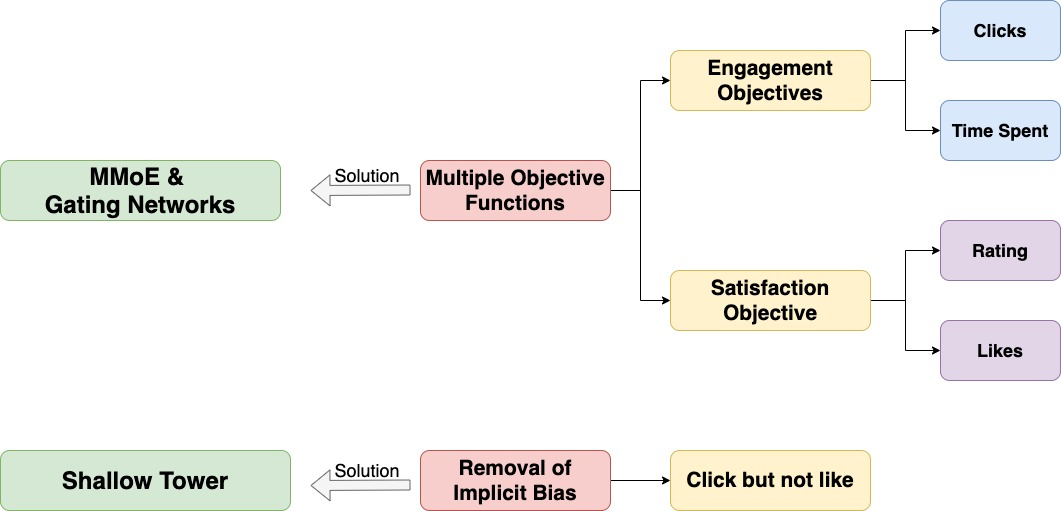 Clicks
Engagement
Objectives
Time Spent
MMoE &
Gating Networks
Solution
Multiple Objective
Functions
Rating
Satisfaction
Objective
Likes
Shallow Tower
Solution
Removal of
Implicit Bias
Click but not like